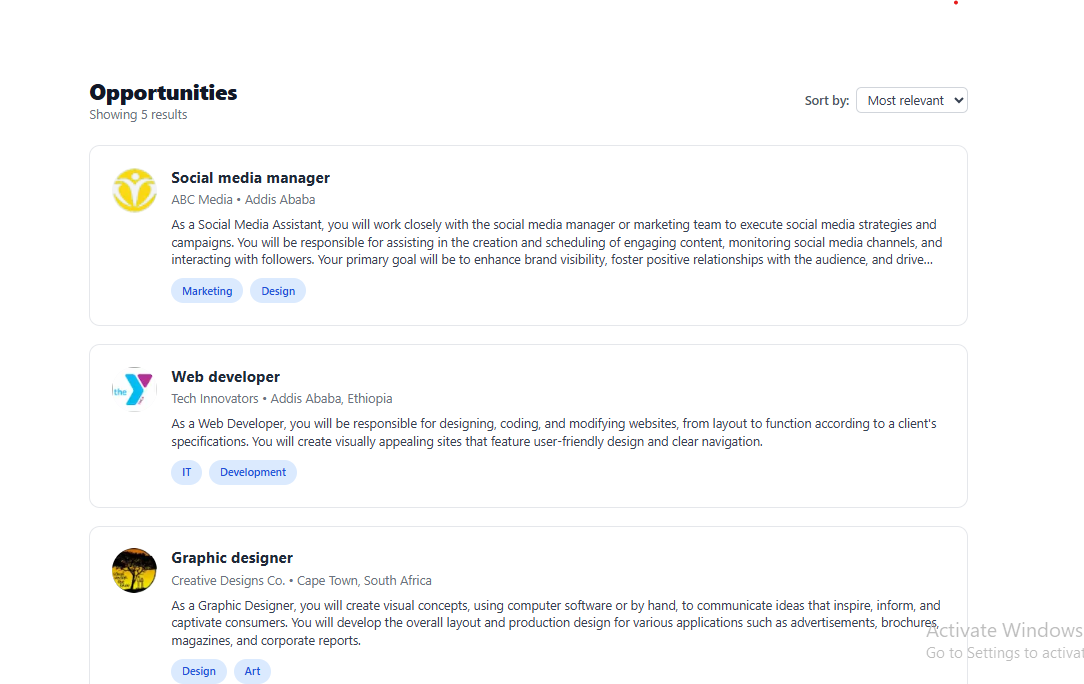 Opportunities
Showing 5 results
Sort by: Most relevant
Social media manager
ABC Media • Addis Ababa
As a Social Media Assistant, you will work closely with the social media manager or marketing team to execute social media strategies and
campaigns. You will be responsible for assisting in the creation and scheduling of engaging content, monitoring social media channels, and
interacting with followers. Your primary goal will be to enhance brand visibility, foster positive relationships with the audience, and drive...
Marketing Design
the
Web developer
Tech Innovators • Addis Ababa, Ethiopia
As a Web Developer, you will be responsible for designing, coding, and modifying websites, from layout to function according to a client's
specifications. You will create visually appealing sites that feature user-friendly design and clear navigation.
IT Development
Graphic designer
Creative Designs Co. • Cape Town, South Africa
As a Graphic Designer, you will create visual concepts, using computer software or by hand, to communicate ideas that inspire, inform, and
captivate consumers. You will develop the overall layout and production design for various applications such as advertisements, brochures,
magazines, and corporate reports.
Design Art
Activate Windows
Go to Settings to activat